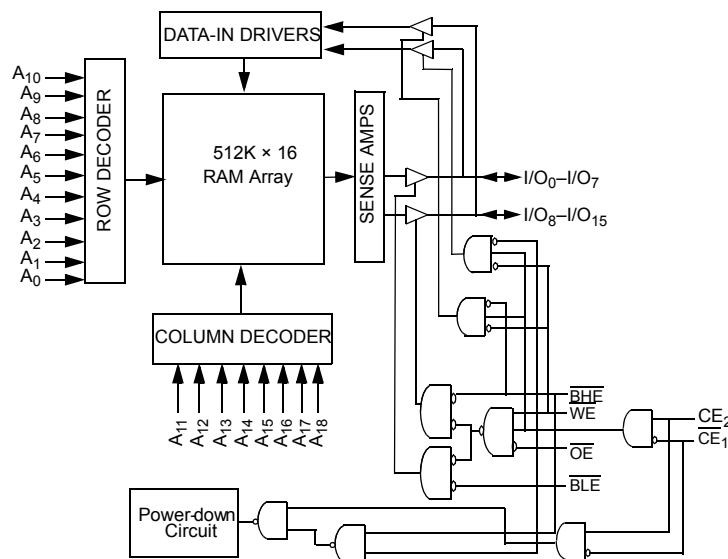 DATA-IN DRIVERS
A10
A9
A8
A7
A6
A5
A4
A3
A2
A1
A0
ROW DECODER
512K × 16
RAM Array
SENSE AMPS
I/O0–I/O7
I/O8–I/O15
COLUMN DECODER
A11
A12
A13
A14
A15
A16
A17
A18
BHE
WE
CE2
CE1
OE
BLE
Power-down
Circuit